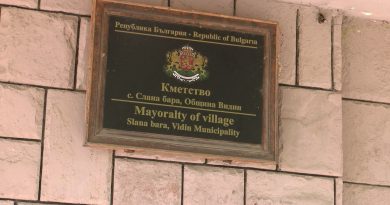 Република България - Republic of Bulgaria
Кметство
с. Слана бара, Община Видин
Mayoralty of village
Slana bara, Vidin Municipality